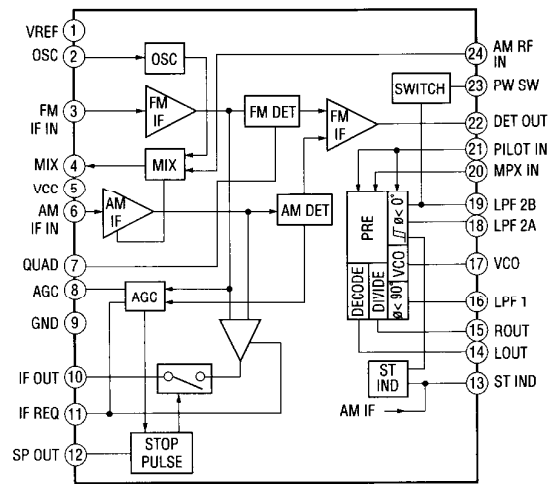 VREF 1
OSC 2
FM IF IN 3
MIX 4
VCC 5
AM IF IN 6
QUAD 7
AGC 8
GND 9
IF OUT 10
IF REQ 11
SP OUT 12
OSC
FM IF
MIX
AM IF
FM DET
AM DET
FM IF
AGC
STOP PULSE
SWITCH
PRE
DECODE
DIVIDE
ø< 0°
VCO
ø< 90°
ST IND
AM IF
24 AM RF IN
23 PW SW
22 DET OUT
21 PILOT IN
20 MPX IN
19 LPF 2B
18 LPF 2A
17 VCO
16 LPF 1
15 ROUT
14 LOUT
13 ST IND